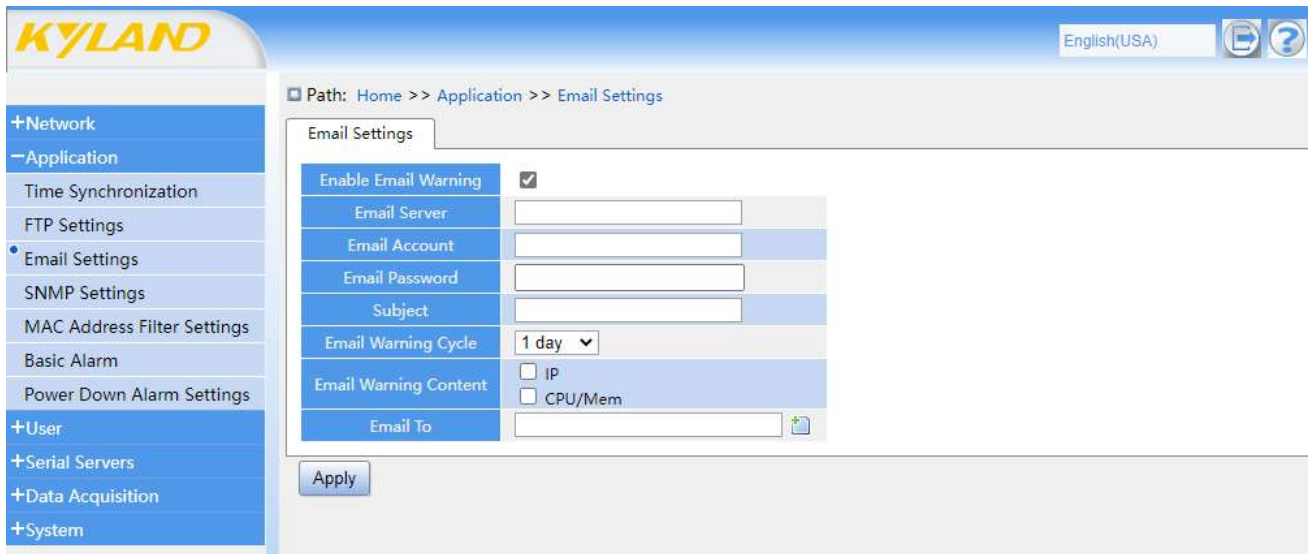 KYLAND
English(USA)
Path: Home >> Application >> Email Settings
+Network
−Application
Time Synchronization
FTP Settings
Email Settings
SNMP Settings
MAC Address Filter Settings
Basic Alarm
Power Down Alarm Settings
+User
+Serial Servers
+Data Acquisition
+System
Email Settings
Enable Email Warning
Email Server
Email Account
Email Password
Subject
Email Warning Cycle 1 day
Email Warning Content IP
CPU/Mem
Email To
Apply